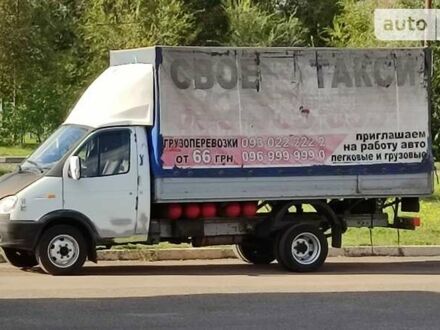 auto
СВОЕ ТАКСИ
ГРУЗОПЕРЕВОЗКИ 093 022 222 2
ОТ 66 ГРН 096 999 999 0
приглашаем
на работу авто
легковые и грузовые